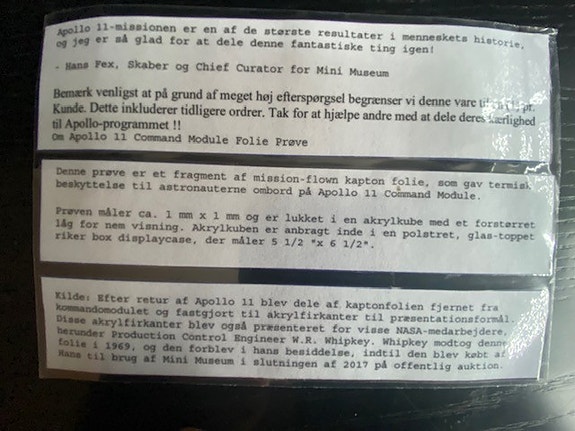 Apollo 11-missionen er en af de største resultater i menneskets historie,
og jeg er så glad for at dele denne fantastiske ting igen!
- Hans Fex, Skaber og Chief Curator for Mini Museum
Bemærk venligst at på grund af meget høj efterspørgsel begrænser vi denne vare pr.
Kunde. Dette inkluderer tidligere ordrer. Tak for at hjælpe andre med at dele deres kærlighed
til Apollo-programmet !!
Om Apollo 11 Command Module Folie Prøve
Denne prøve er et fragment af mission-flown kapton folie, som gav termisk
beskyttelse til astronauterne ombord på Apollo 11 Command Module.
Prøven måler ca. 1 mm x 1 mm og er lukket i en akrylkube med et forstørret
låg for nem visning. Akrylkuben er anbragt inde i en polstret, glas-toppet
riker box displaycase, der måler 5 1/2 "x 6 1/2".
Kilde: Efter retur af Apollo 11 blev dele af kaptonfolien fjernet fra
kommandomodulet og fastgjort til akrylfirkanter til præsentationsformål.
Disse akrylfirkanter blev også præsenteret for visse NASA-medarbejdere,
herunder Production Control Engineer W.R. Whipkey. Whipkey modtog denne
folie i 1969, og den forblev i hans besiddelse, indtil den blev købt af
Hans til brug af Mini Museum i slutningen af 2017 på offentlig auktion.